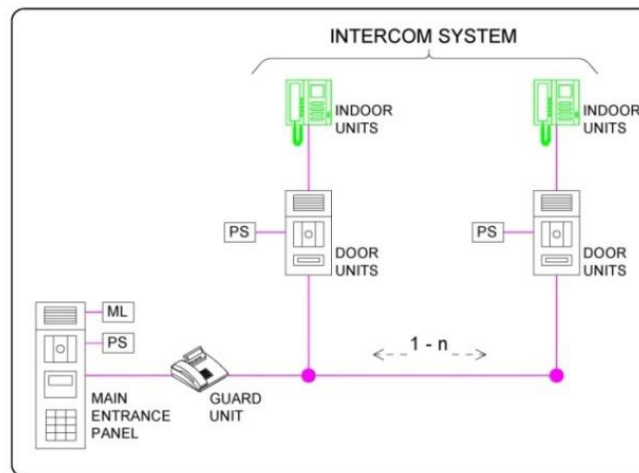 INTERCOM SYSTEM
INDOOR
UNITS
INDOOR
UNITS
PS
DOOR
UNITS
PS
DOOR
UNITS
ML
PS
1 - n
MAIN
ENTRANCE
PANEL
GUARD
UNIT